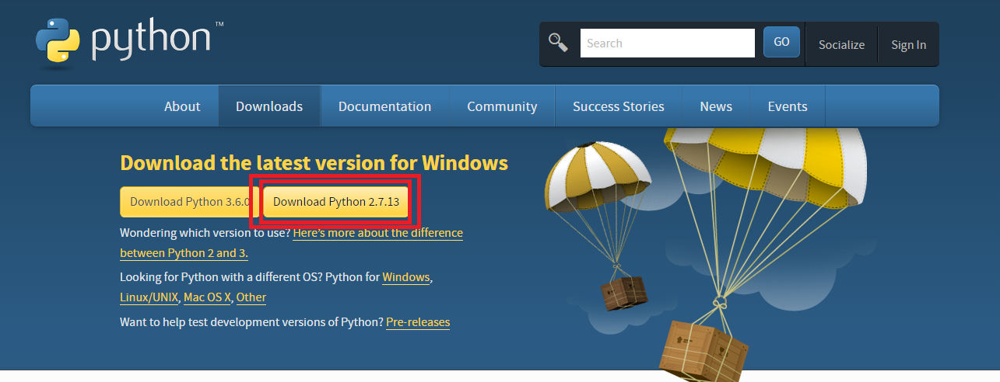 python™
Search
GO
Socialize
Sign In
About
Downloads
Documentation
Community
Success Stories
News
Events
Download the latest version for Windows
Download Python 3.6.0
Download Python 2.7.13
Wondering which version to use? Here's more about the difference
between Python 2 and 3.
Looking for Python with a different OS? Python for Windows,
Linux/UNIX, Mac OS X, Other
Want to help test development versions of Python? Pre-releases